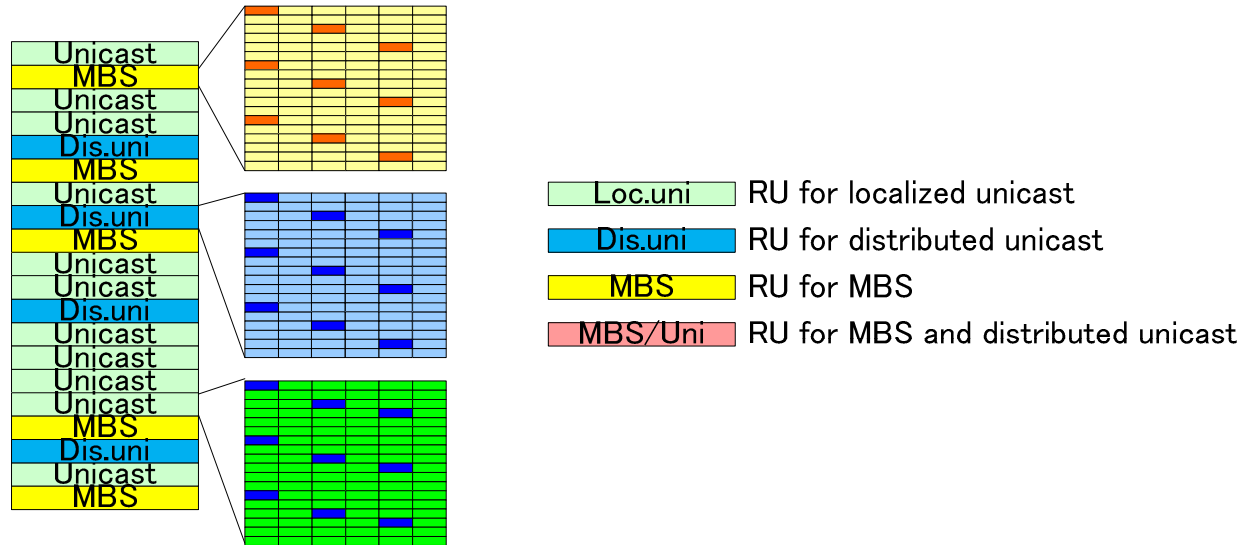 Unicast
MBS
Unicast
Unicast
Dis.uni
MBS
Unicast
Dis.uni
MBS
Unicast
Unicast
Dis.uni
Unicast
Unicast
Unicast
Unicast
MBS
Dis.uni
Unicast
MBS
Loc.uni RU for localized unicast
Dis.uni RU for distributed unicast
MBS RU for MBS
MBS/Uni RU for MBS and distributed unicast